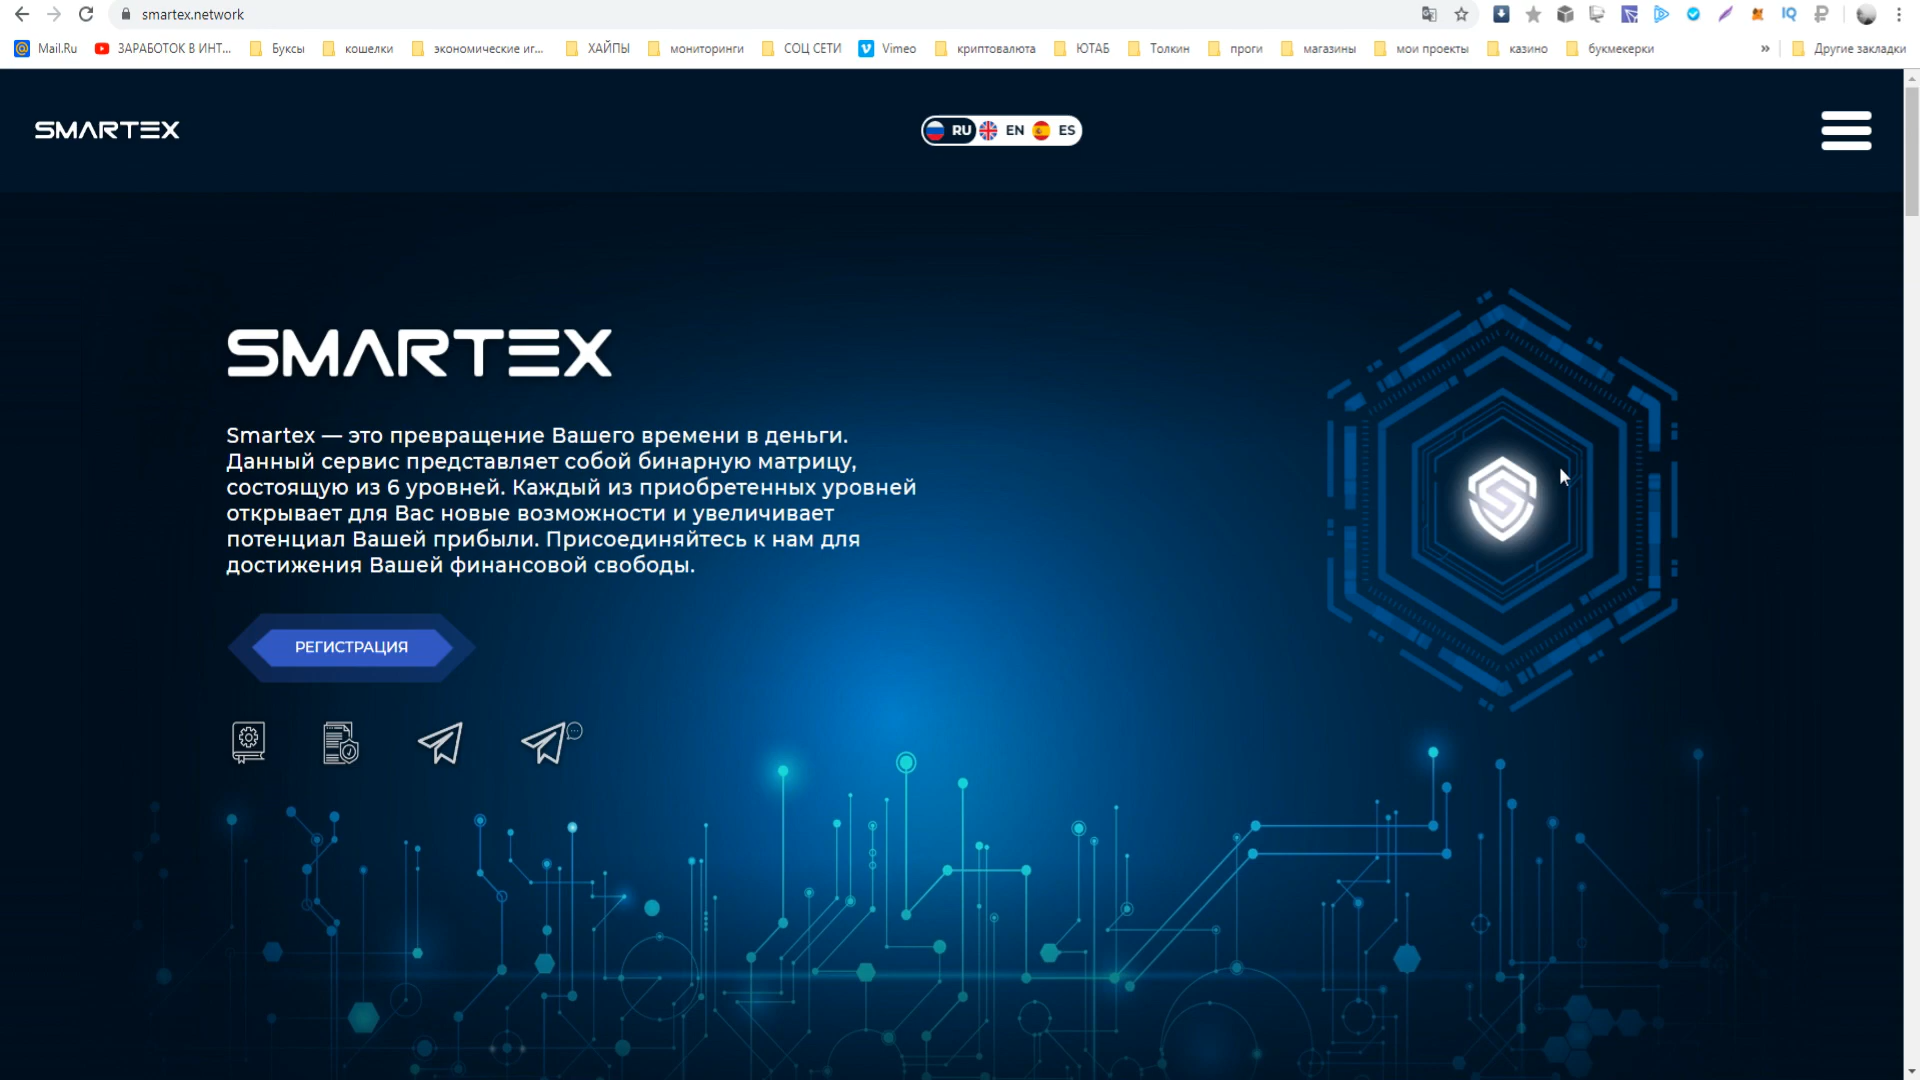 smartex.network
Mail.Ru
ЗАРАБОТОК В ИНТ...
Буксы
кошелки
экономические иг...
ХАЙПЫ
мониторинги
СОЦ СЕТИ
Vimeo
криптовалюта
ЮТАБ
Толкин
проги
магазины
мои проекты
казино
букмекерки
»
Другие закладки
SMARTEX
RU
EN
ES
SMARTEX
Smartex — это превращение Вашего времени в деньги.
Данный сервис представляет собой бинарную матрицу,
состоящую из 6 уровней. Каждый из приобретенных уровней
открывает для Вас новые возможности и увеличивает
потенциал Вашей прибыли. Присоединяйтесь к нам для
достижения Вашей финансовой свободы.
РЕГИСТРАЦИЯ